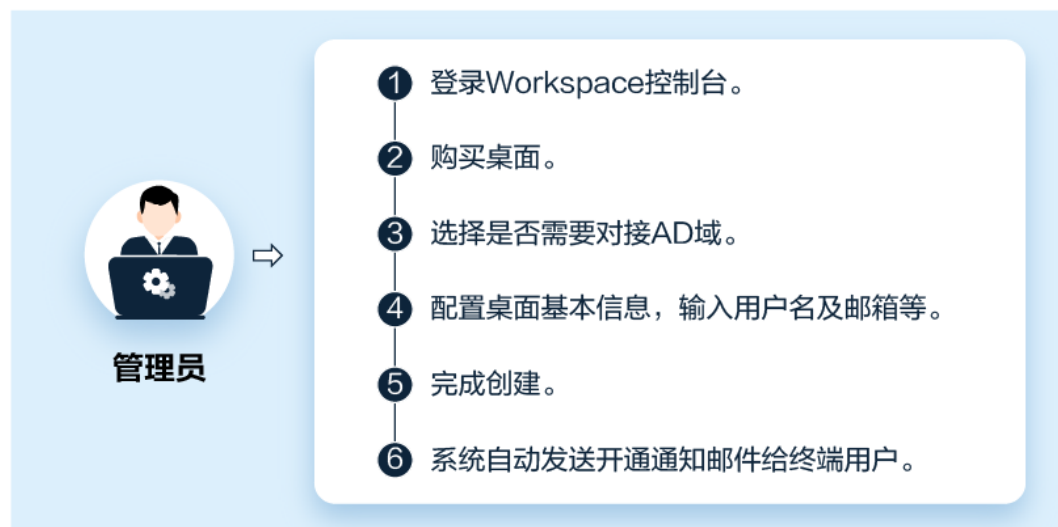 管理员
1 登录Workspace控制台。
2 购买桌面。
3 选择是否需要对接AD域。
4 配置桌面基本信息，输入用户名及邮箱等。
5 完成创建。
6 系统自动发送开通通知邮件给终端用户。